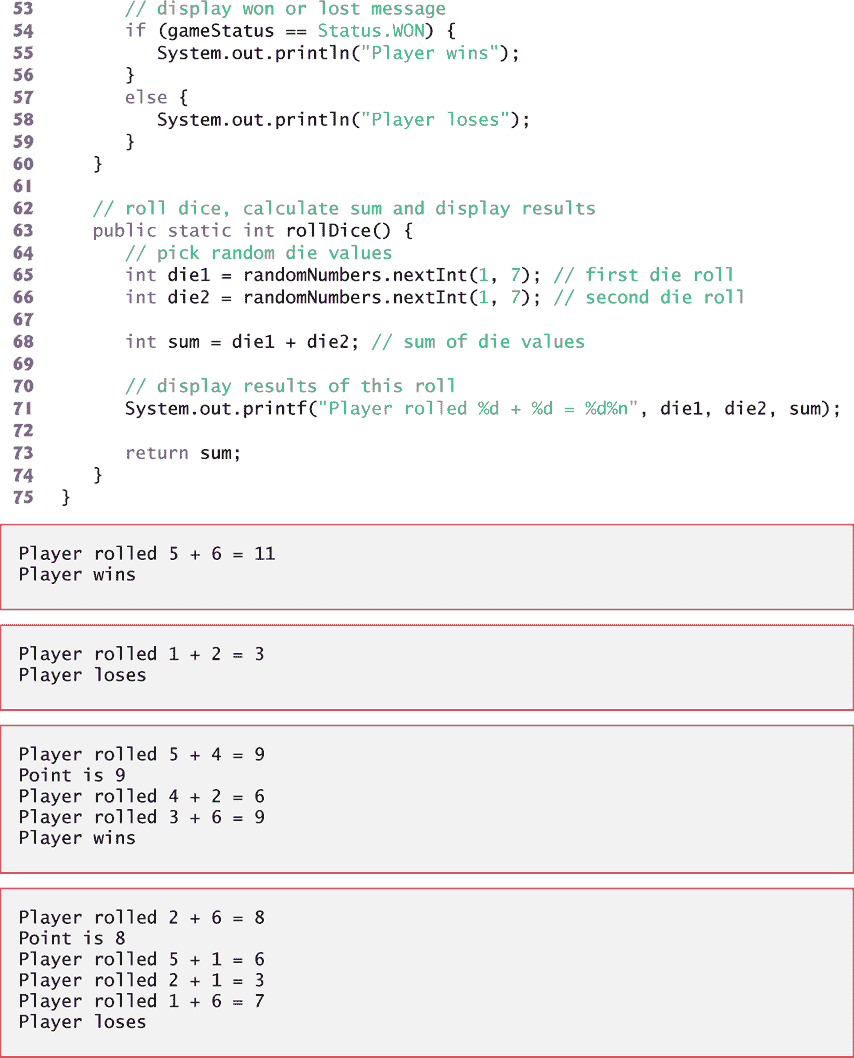 53 // display won or lost message
54 if (gameStatus == Status.WON) {
55 System.out.println("Player wins");
56 }
57 else {
58 System.out.println("Player loses");
59 }
60 }
61
62 // roll dice, calculate sum and display results
63 public static int rollDice() {
64 // pick random die values
65 int die1 = randomNumbers.nextInt(1, 7); // first die roll
66 int die2 = randomNumbers.nextInt(1, 7); // second die roll
67
68 int sum = die1 + die2; // sum of die values
69
70 // display results of this roll
71 System.out.printf("Player rolled %d + %d = %d%n", die1, die2, sum);
72
73 return sum;
74 }
75 }
Player rolled 5 + 6 = 11
Player wins
Player rolled 1 + 2 = 3
Player loses
Player rolled 5 + 4 = 9
Point is 9
Player rolled 4 + 2 = 6
Player rolled 3 + 6 = 9
Player wins
Player rolled 2 + 6 = 8
Point is 8
Player rolled 5 + 1 = 6
Player rolled 2 + 1 = 3
Player rolled 1 + 6 = 7
Player loses